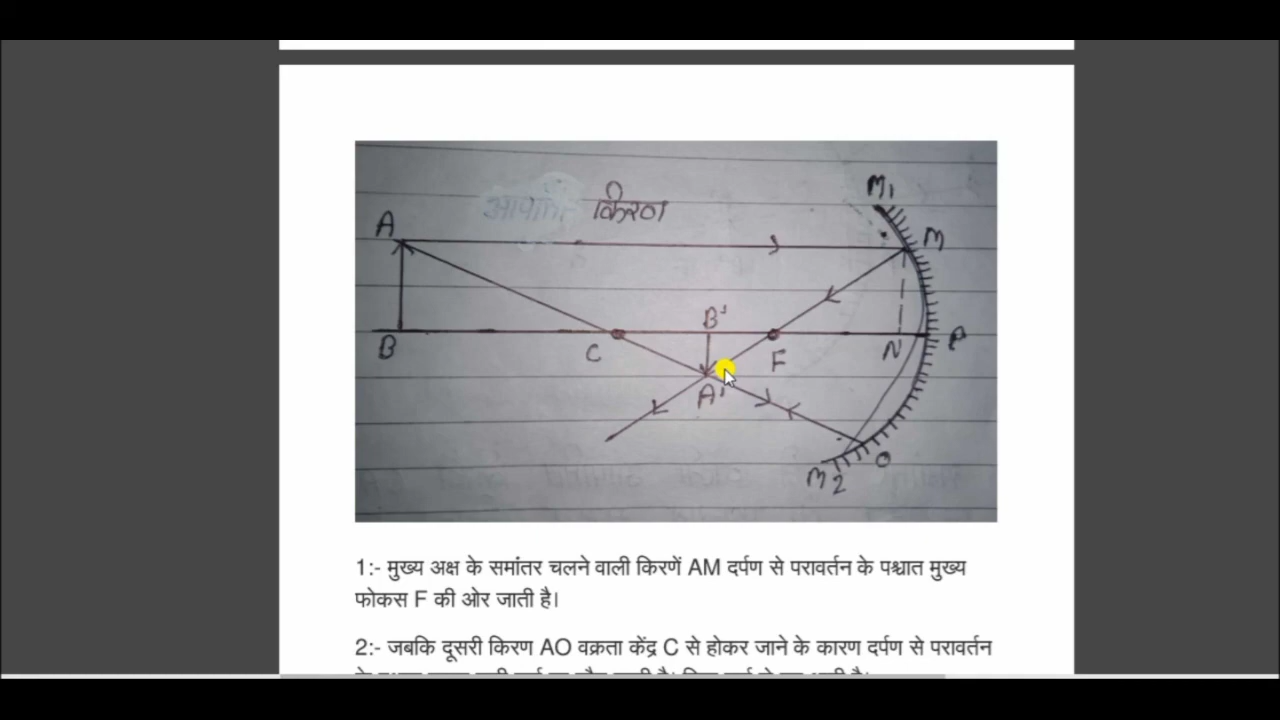 M1
आपतित किरण
A
M
B'
B
C
F
N
P
A'
O
M2
1:- मुख्य अक्ष के समांतर चलने वाली किरणें AM दर्पण से परावर्तन के पश्चात मुख्य
फोकस F की ओर जाती है।
2:- जबकि दूसरी किरण AO वक्रता केंद्र C से होकर जाने के कारण दर्पण से परावर्तन